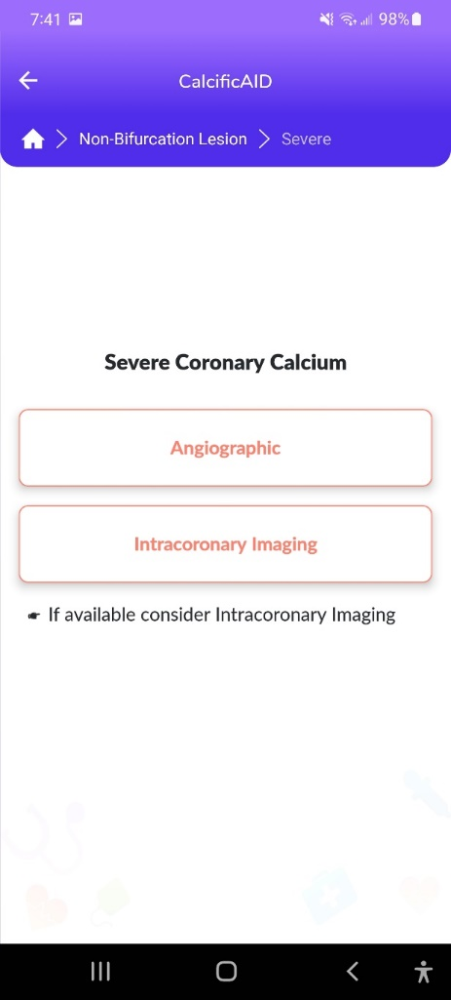 7:41
98%
CalcificAID
Non-Bifurcation Lesion
Severe
Severe Coronary Calcium
Angiographic
Intracoronary Imaging
If available consider Intracoronary Imaging